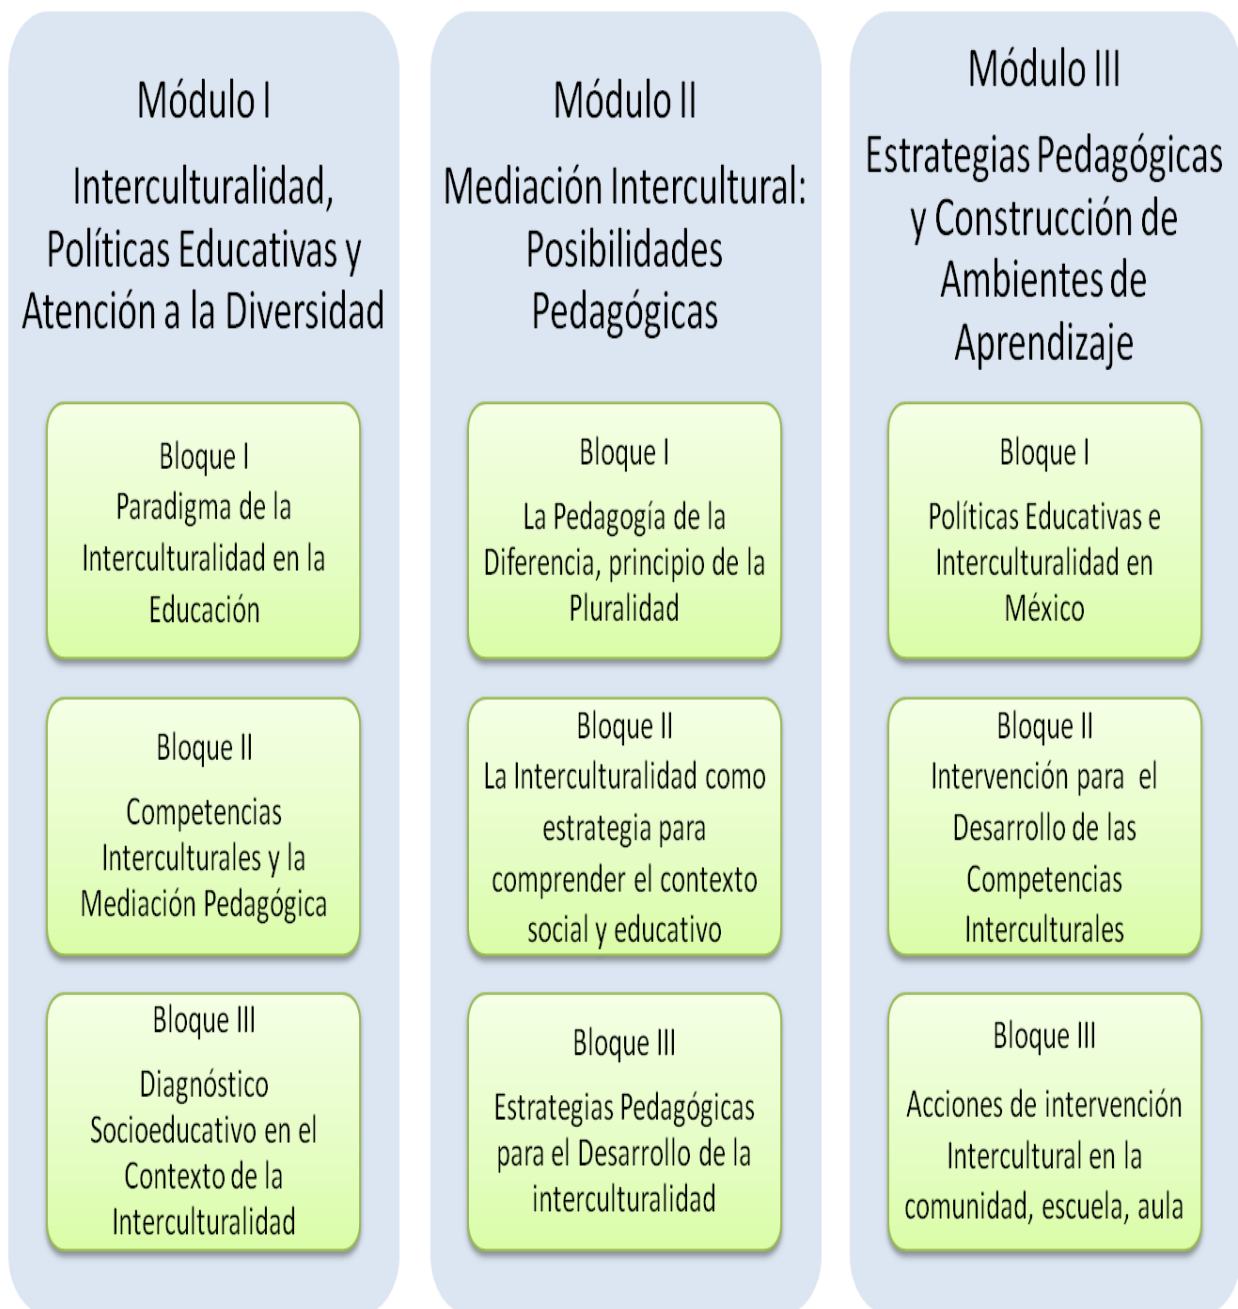 Módulo I
Interculturalidad,
Políticas Educativas y
Atención a la Diversidad
Bloque I
Paradigma de la
Interculturalidad en la
Educación
Bloque II
Competencias
Interculturales y la
Mediación Pedagógica
Bloque III
Diagnóstico
Socioeducativo en el
Contexto de la
Interculturalidad
Módulo II
Mediación Intercultural:
Posibilidades
Pedagógicas
Bloque I
La Pedagogía de la
Diferencia, principio de la
Pluralidad
Bloque II
La Interculturalidad como
estrategia para
comprender el contexto
social y educativo
Bloque III
Estrategias Pedagógicas
para el Desarrollo de la
interculturalidad
Módulo III
Estrategias Pedagógicas
y Construcción de
Ambientes de
Aprendizaje
Bloque I
Políticas Educativas e
Interculturalidad en
México
Bloque II
Intervención para el
Desarrollo de las
Competencias
Interculturales
Bloque III
Acciones de intervención
Intercultural en la
comunidad, escuela, aula